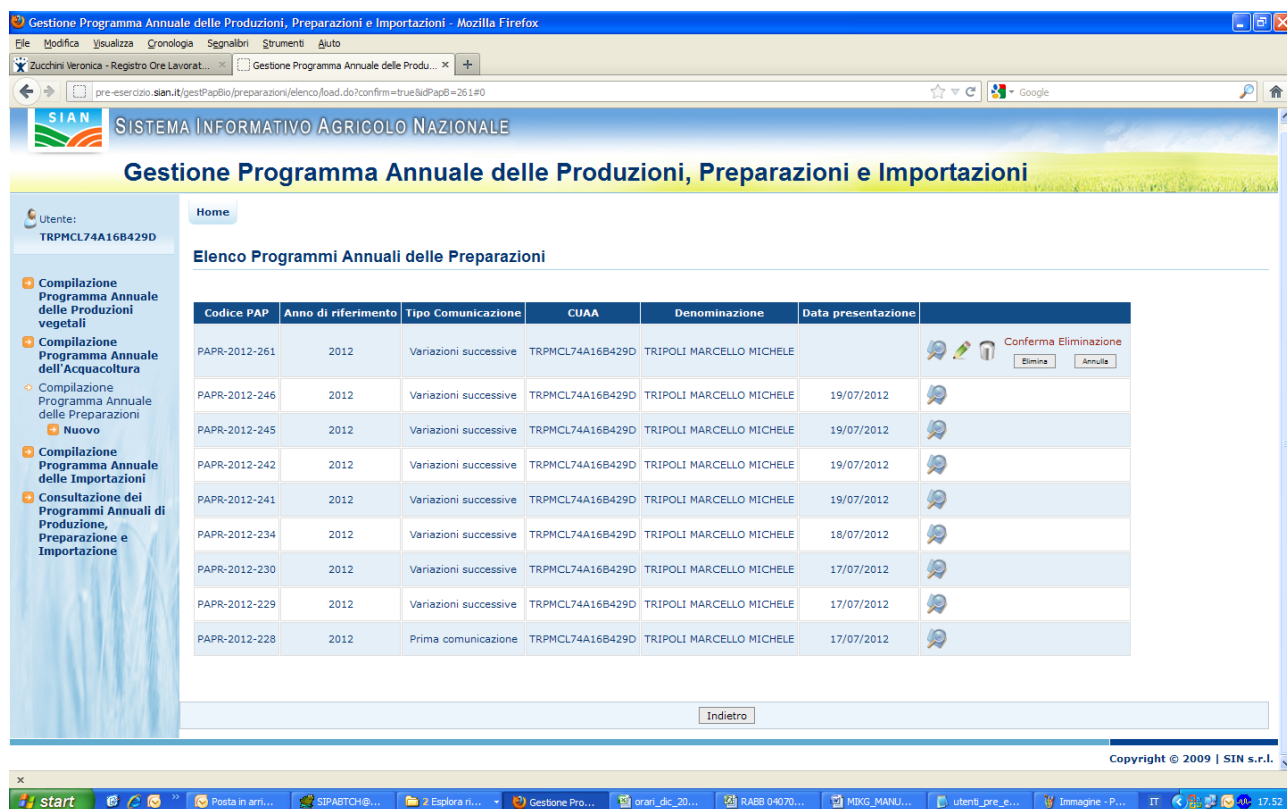 Gestione Programma Annuale delle Produzioni, Preparazioni e Importazioni - Mozilla Firefox
File Modifica Visualizza Cronologia Segnalibri Strumenti Aiuto
Zucchini Veronica - Registro Ore Lavorat... × Gestione Programma Annuale delle Produ... × +
pre-esercizio.sian.it/gestPapBio/preparazioni/elenco/load.do?confirm=true&idPapB=261#0 Google
SIAN SISTEMA INFORMATIVO AGRICOLO NAZIONALE
Gestione Programma Annuale delle Produzioni, Preparazioni e Importazioni
Utente:
TRPMCL74A16B429D
Compilazione
Programma Annuale
delle Produzioni
vegetali
Compilazione
Programma Annuale
dell'Acquacoltura
Compilazione
Programma Annuale
delle Preparazioni
Nuovo
Compilazione
Programma Annuale
delle Importazioni
Consultazione dei
Programmi Annuali di
Produzione,
Preparazione e
Importazione
Home
Elenco Programmi Annuali delle Preparazioni
Codice PAP Anno di riferimento Tipo Comunicazione CUAA Denominazione Data presentazione
PAPR-2012-261 2012 Variazioni successive TRPMCL74A16B429D TRIPOLI MARCELLO MICHELE Conferma Eliminazione
Elimina Annulla
PAPR-2012-246 2012 Variazioni successive TRPMCL74A16B429D TRIPOLI MARCELLO MICHELE 19/07/2012
PAPR-2012-245 2012 Variazioni successive TRPMCL74A16B429D TRIPOLI MARCELLO MICHELE 19/07/2012
PAPR-2012-242 2012 Variazioni successive TRPMCL74A16B429D TRIPOLI MARCELLO MICHELE 19/07/2012
PAPR-2012-241 2012 Variazioni successive TRPMCL74A16B429D TRIPOLI MARCELLO MICHELE 19/07/2012
PAPR-2012-234 2012 Variazioni successive TRPMCL74A16B429D TRIPOLI MARCELLO MICHELE 18/07/2012
PAPR-2012-230 2012 Variazioni successive TRPMCL74A16B429D TRIPOLI MARCELLO MICHELE 17/07/2012
PAPR-2012-229 2012 Variazioni successive TRPMCL74A16B429D TRIPOLI MARCELLO MICHELE 17/07/2012
PAPR-2012-228 2012 Prima comunicazione TRPMCL74A16B429D TRIPOLI MARCELLO MICHELE 17/07/2012
Indietro
Copyright © 2009 | SIN s.r.l.
×
start Posta in arri... SIPABTCH@... 2 Esplora ri... Gestione Pro... orari_dic_20... RABB 04070... MIKG_MANU... utenti_pre_e... Immagine - P... IT 17.52